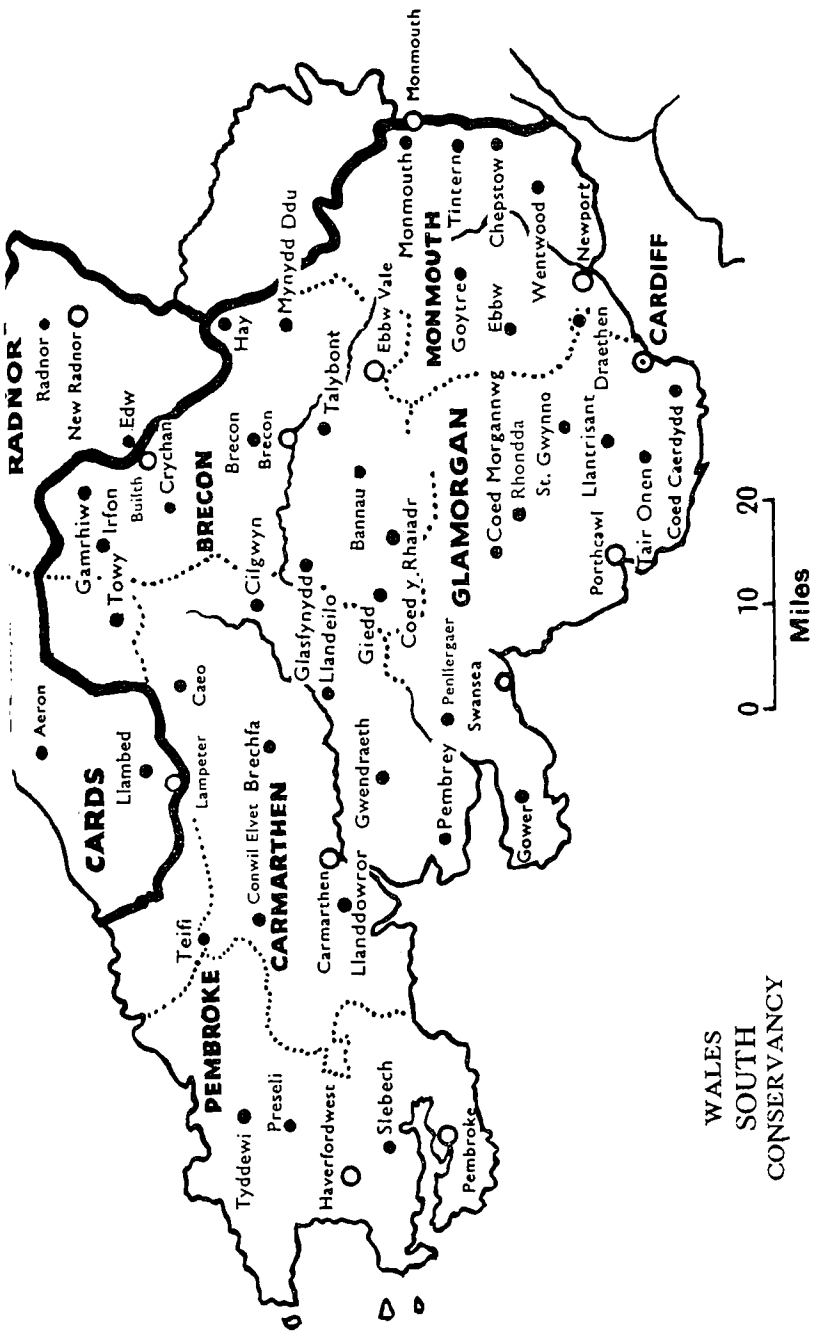 RADNOR
Radnor
New Radnor
Edw
Builth
Crychan
Gamrhiw
Irfon
Towy
BRECON
Brecon
Brecon
Hay
Mynydd Ddu
Talybont
Cilgwyn
Glasfynydd
Bannau
Coed y Rhaiadr
Giedd
Aeron
CARDS
Llambed
Lampeter
Caeo
Llandeilo
Brechfa
Conwil Elvet
CARMARTHEN
Carmarthen
Llanddowror
Gwendraeth
Pembrey
Teifi
PEMBROKE
Tyddewi
Preseli
Haverfordwest
Slebech
Pembroke
Monmouth
Monmouth
MONMOUTH
Tintern
Chepstow
Wentwood
Newport
Goytre
Ebbw
Ebbw Vale
Draethen
CARDIFF
GLAMORGAN
Coed Morgannwg
Rhondda
St. Gwynno
Llantrisant
Tair Onen
Coed Caerdydd
Porthcawl
Penllergaer
Swansea
Gower
0 10 20
Miles
WALES
SOUTH
CONSERVANCY